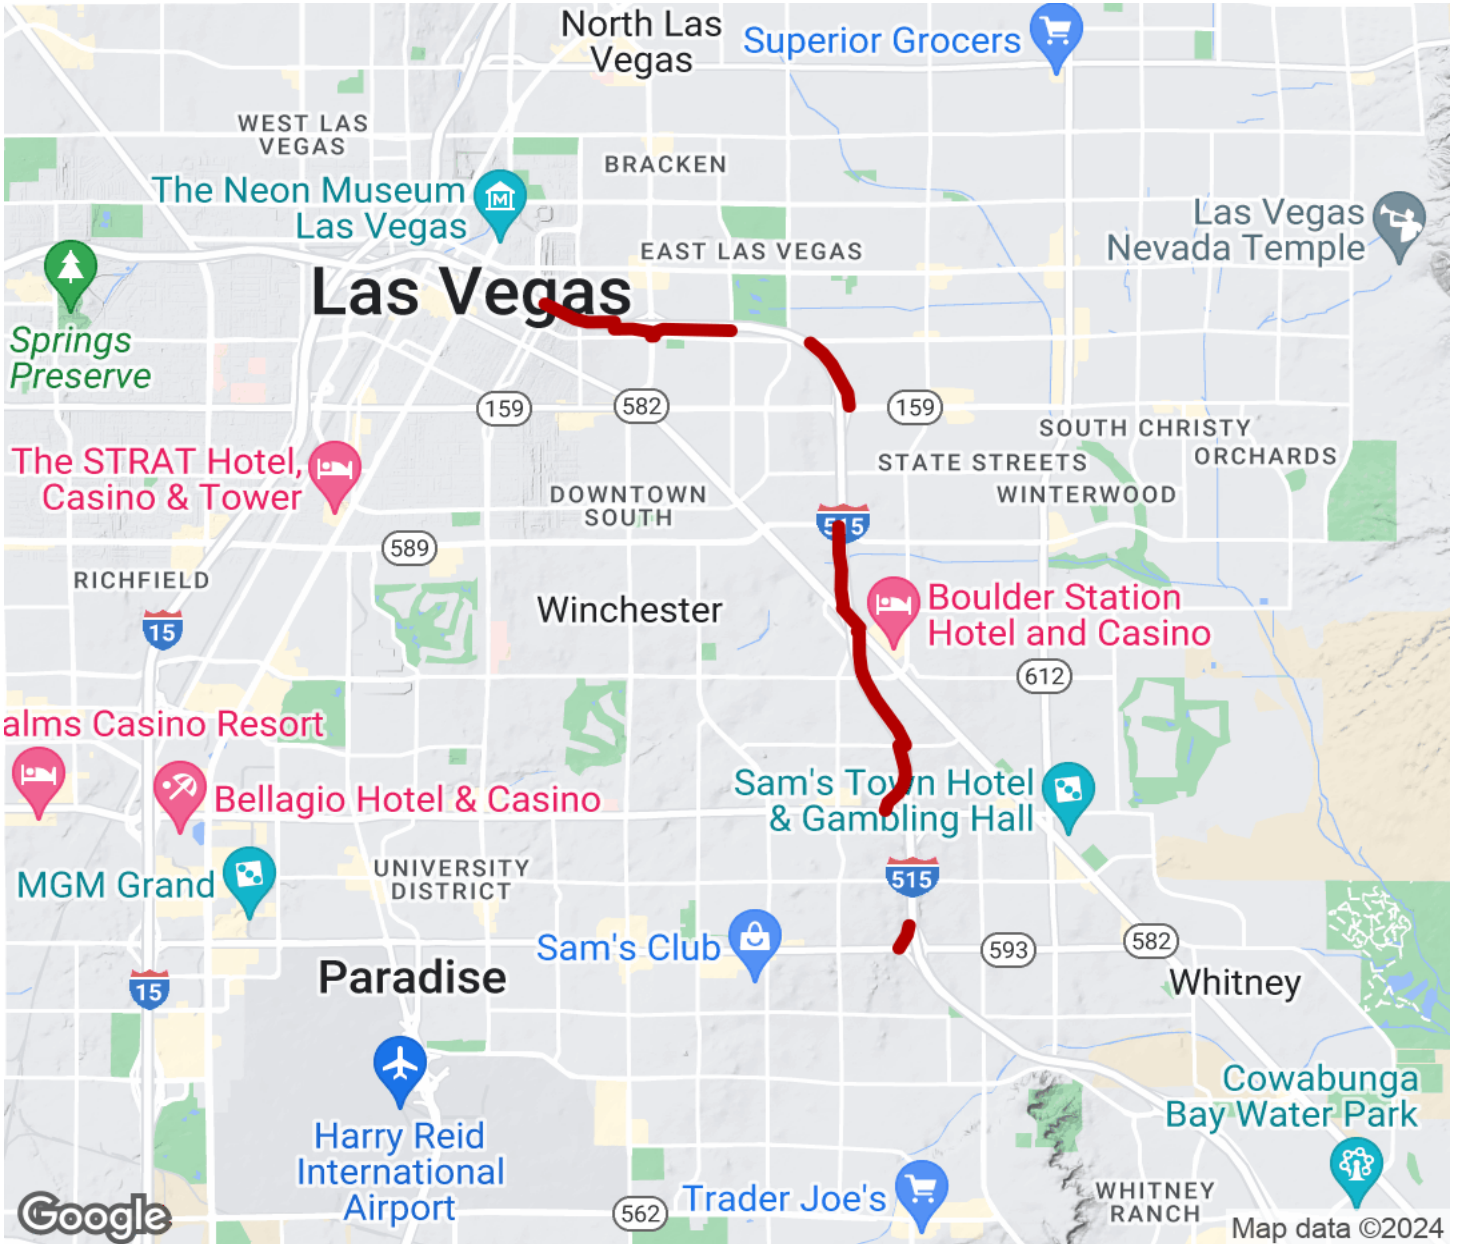 North Las
Vegas
Superior Grocers
WEST LAS
VEGAS
BRACKEN
The Neon Museum
Las Vegas
Las Vegas
Nevada Temple
EAST LAS VEGAS
Las Vegas
Springs
Preserve
159
582
159
SOUTH CHRISTY
ORCHARDS
The STRAT Hotel,
Casino & Tower
STATE STREETS
WINTERWOOD
DOWNTOWN
SOUTH
515
589
RICHFIELD
Winchester
Boulder Station
Hotel and Casino
15
612
alms Casino Resort
Sam's Town Hotel
& Gambling Hall
Bellagio Hotel & Casino
UNIVERSITY
DISTRICT
MGM Grand
515
Sam's Club
593
582
Paradise
Whitney
15
Cowabunga
Bay Water Park
Harry Reid
International
Airport
Trader Joe's
WHITNEY
RANCH
562
Google
Map data ©2024